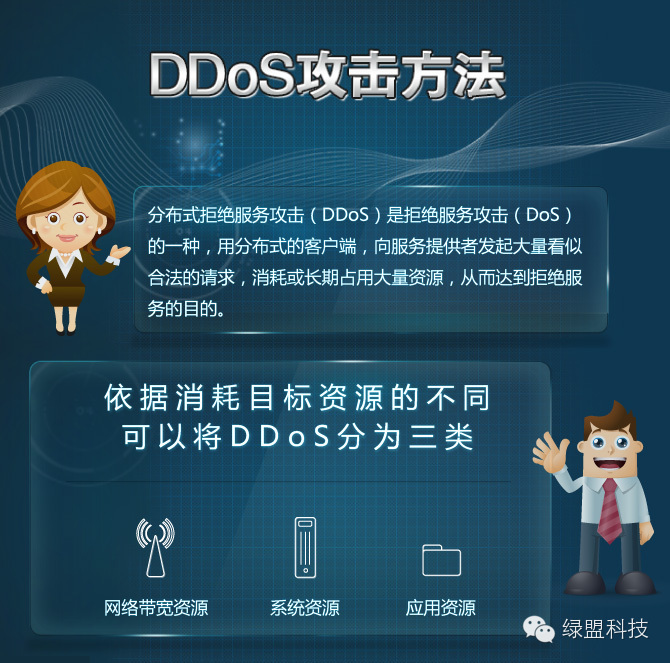 DDoS攻击方法
分布式拒绝服务攻击（DDoS）是拒绝服务攻击（DoS）
的一种，用分布式的客户端，向服务提供者发起大量看似
合法的请求，消耗或长期占用大量资源，从而达到拒绝服
务的目的。
依据消耗目标资源的不同
可以将DDoS分为三类
网络带宽资源 系统资源 应用资源
绿盟科技